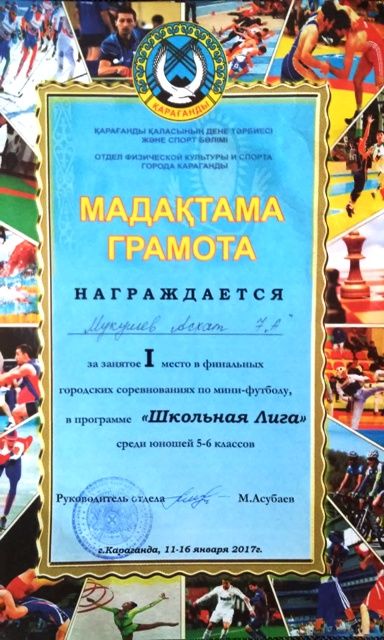 ҚАРАҒАНДЫ
ҚАРАҒАНДЫ ҚАЛАСЫНЫҢ ДЕНЕ ТӘРБИЕСІ
ЖӘНЕ СПОРТ БӨЛІМІ
ОТДЕЛ ФИЗИЧЕСКОЙ КУЛЬТУРЫ И СПОРТА
ГОРОДА КАРАГАНДЫ
МАДАҚТАМА
ГРАМОТА
НАГРАЖДАЕТСЯ
Мукушев Асхат 7"А"
за занятое I место в финальных
городских соревнованиях по мини-футболу,
в программе «Школьная Лига»
среди юношей 5-6 классов
Руководитель отдела М.Асубаев
г.Караганда, 11-16 января 2017г.